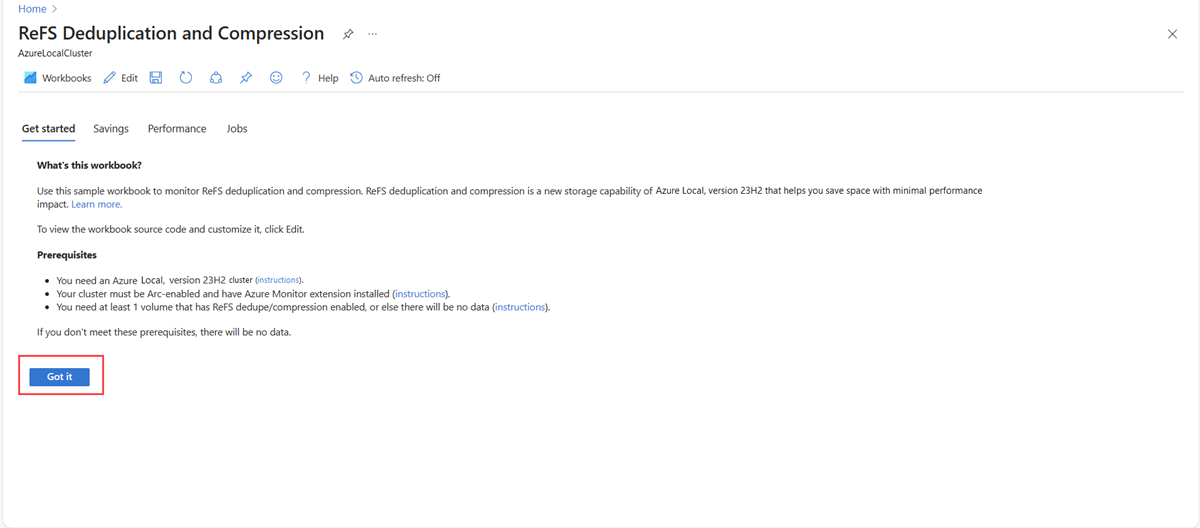 Home >
ReFS Deduplication and Compression ...
AzureLocalCluster
Workbooks Edit ? Help Auto refresh: Off
Get started Savings Performance Jobs
What's this workbook?
Use this sample workbook to monitor ReFS deduplication and compression. ReFS deduplication and compression is a new storage capability of Azure Local, version 23H2 that helps you save space with minimal performance
impact. Learn more.
To view the workbook source code and customize it, click Edit.
Prerequisites
• You need an Azure Local, version 23H2 cluster (instructions).
• Your cluster must be Arc-enabled and have Azure Monitor extension installed (instructions).
• You need at least 1 volume that has ReFS dedupe/compression enabled, or else there will be no data (instructions).
If you don't meet these prerequisites, there will be no data.
Got it